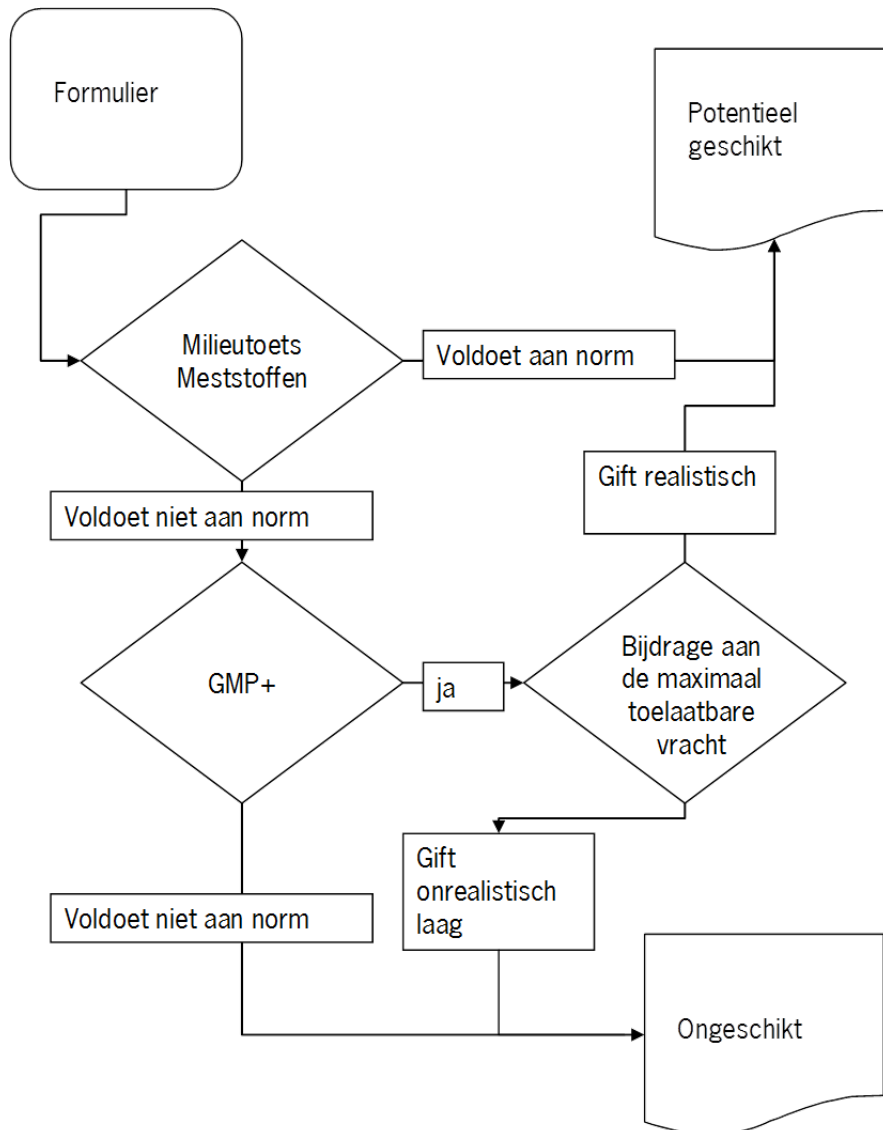 Formulier
Potentieel
geschikt
Milieutoets
Meststoffen
Voldoet aan norm
Gift realistisch
Voldoet niet aan norm
GMP+
ja
Bijdrage aan
de maximaal
toelaatbare
vracht
Gift
onrealistisch
laag
Voldoet niet aan norm
Ongeschikt